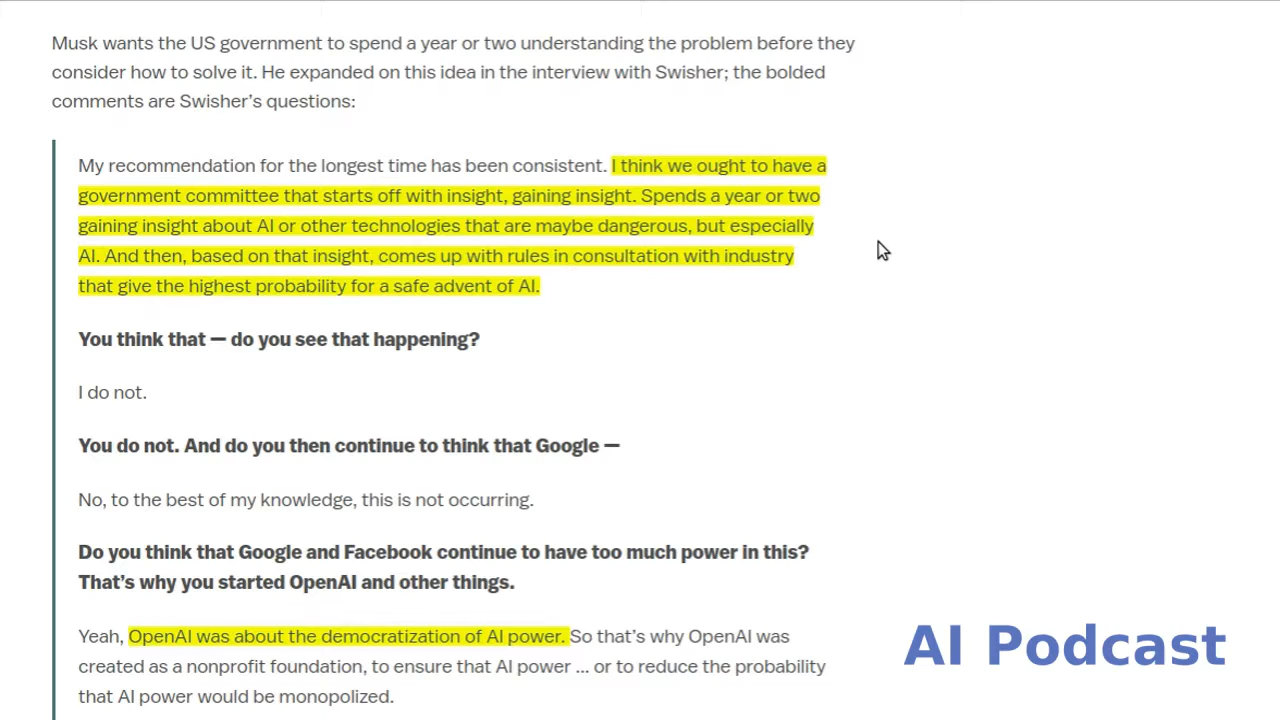 Musk wants the US government to spend a year or two understanding the problem before they
consider how to solve it. He expanded on this idea in the interview with Swisher; the bolded
comments are Swisher’s questions:
My recommendation for the longest time has been consistent. I think we ought to have a
government committee that starts off with insight, gaining insight. Spends a year or two
gaining insight about AI or other technologies that are maybe dangerous, but especially
AI. And then, based on that insight, comes up with rules in consultation with industry
that give the highest probability for a safe advent of AI.
You think that — do you see that happening?
I do not.
You do not. And do you then continue to think that Google —
No, to the best of my knowledge, this is not occurring.
Do you think that Google and Facebook continue to have too much power in this?
That’s why you started OpenAI and other things.
Yeah, OpenAI was about the democratization of AI power. So that’s why OpenAI was
created as a nonprofit foundation, to ensure that AI power ... or to reduce the probability
that AI power would be monopolized.
AI Podcast